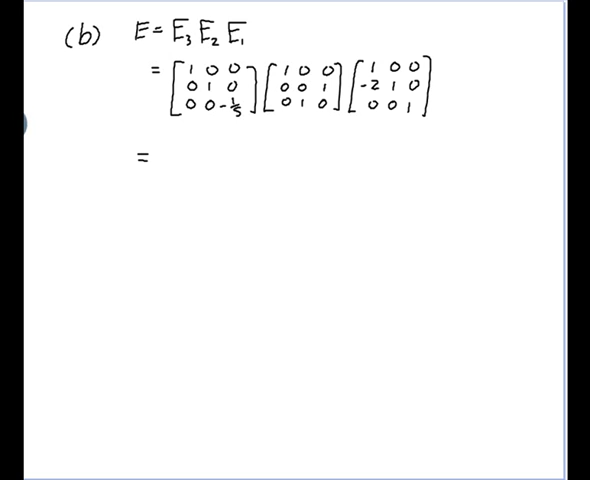 (b) E = E₃ E₂ E₁
= [1 0 0] [1 0 0] [1 0 0]
[0 1 0] [0 0 1] [-2 1 0]
[0 0 -1/5] [0 1 0] [0 0 1]
=